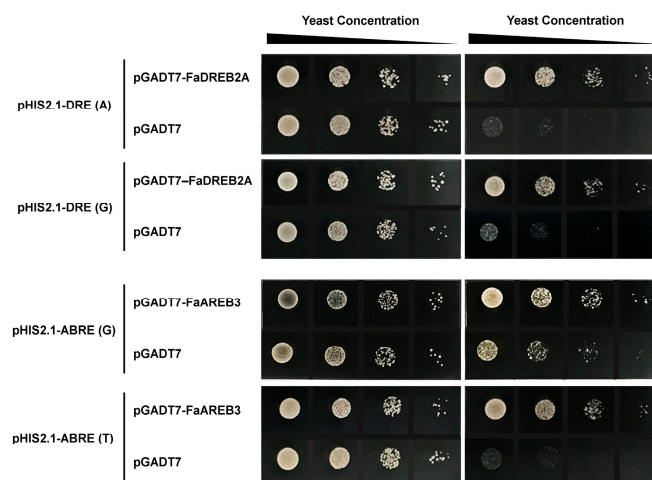 Yeast Concentration
Yeast Concentration
pHIS2.1-DRE (A)
pGADT7-FaDREB2A
pGADT7
pHIS2.1-DRE (G)
pGADT7–FaDREB2A
pGADT7
pHIS2.1-ABRE (G)
pGADT7-FaAREB3
pGADT7
pHIS2.1-ABRE (T)
pGADT7-FaAREB3
pGADT7